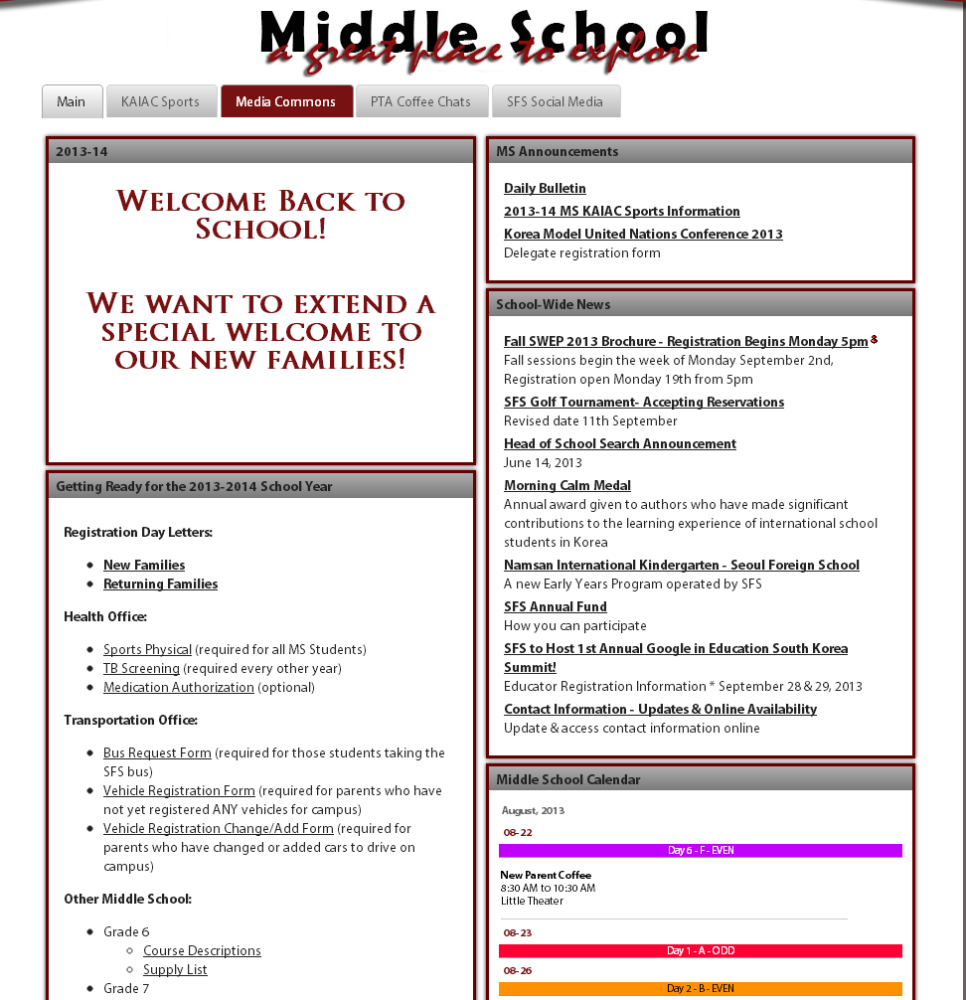 Middle School
a great place to explore
Main
KAIAC Sports
Media Commons
PTA Coffee Chats
SFS Social Media
2013-14
Welcome Back to
School!
We want to extend a
special welcome to
our new families!
Getting Ready for the 2013-2014 School Year
Registration Day Letters:
New Families
Returning Families
Health Office:
Sports Physical (required for all MS Students)
TB Screening (required every other year)
Medication Authorization (optional)
Transportation Office:
Bus Request Form (required for those students taking the
SFS bus)
Vehicle Registration Form (required for parents who have
not yet registered ANY vehicles for campus)
Vehicle Registration Change/Add Form (required for
parents who have changed or added cars to drive on
campus)
Other Middle School:
Grade 6
Course Descriptions
Supply List
Grade 7
MS Announcements
Daily Bulletin
2013-14 MS KAIAC Sports Information
Korea Model United Nations Conference 2013
Delegate registration form
School-Wide News
Fall SWEP 2013 Brochure - Registration Begins Monday 5pm
Fall sessions begin the week of Monday September 2nd,
Registration open Monday 19th from 5pm
SFS Golf Tournament- Accepting Reservations
Revised date 11th September
Head of School Search Announcement
June 14, 2013
Morning Calm Medal
Annual award given to authors who have made significant
contributions to the learning experience of international school
students in Korea
Namsan International Kindergarten - Seoul Foreign School
A new Early Years Program operated by SFS
SFS Annual Fund
How you can participate
SFS to Host 1st Annual Google in Education South Korea
Summit!
Educator Registration Information * September 28 & 29, 2013
Contact Information - Updates & Online Availability
Update & access contact information online
Middle School Calendar
August, 2013
08-22
Day 6 - F - EVEN
New Parent Coffee
8:30 AM to 10:30 AM
Little Theater
08-23
Day 1 - A - ODD
08-26
Day 2 - B - EVEN